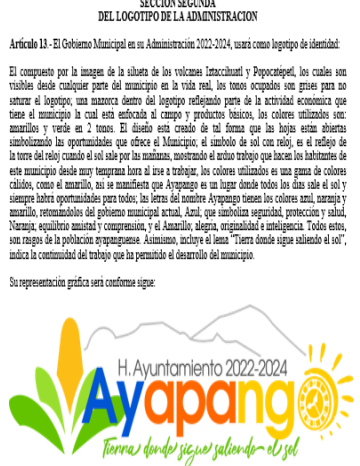 SECCIÓN SEGUNDA
DEL LOGOTIPO DE LA ADMINISTRACION
Artículo 13.- El Gobierno Municipal en su Administración 2022-2024, usará como logotipo de identidad:
El compuesto por la imagen de la silueta de los volcanes Iztaccíhuatl y Popocatépetl, los cuales son
visibles desde cualquier parte del municipio en la vida real, los tonos ocupados son grises para no
saturar el logotipo; una mazorca dentro del logotipo reflejando parte de la actividad económica que
tiene el municipio la cual está enfocada al campo y productos básicos, los colores utilizados son:
amarillos y verde en 2 tonos. El diseño está creado de tal forma que las hojas están abiertas
simbolizando las oportunidades que ofrece el Municipio; el símbolo de sol con reloj, es el reflejo de
la torre del reloj cuando el sol sale por las mañanas, mostrando el arduo trabajo que hacen los habitantes de
este municipio desde muy temprana hora al irse a trabajar, los colores utilizados es una gama de colores
cálidos, como el amarillo, así se manifiesta que Ayapango es un lugar donde todos los días sale el sol y
siempre habrá oportunidades para todos; las letras del nombre Ayapango tienen los colores azul, naranja y
amarillo, retomándolos del gobierno municipal actual, Azul; que simboliza seguridad, protección y salud,
Naranja; equilibrio amistad y comprensión, y el Amarillo; alegría, originalidad e inteligencia. Todos estos,
son rasgos de la población ayapanguense. Asimismo, incluye el lema "Tierra donde sigue saliendo el sol",
indica la continuidad del trabajo que ha permitido el desarrollo del municipio.
Su representación gráfica será conforme sigue:
H. Ayuntamiento 2022-2024
Ayapango
Tierra donde sigue saliendo el sol